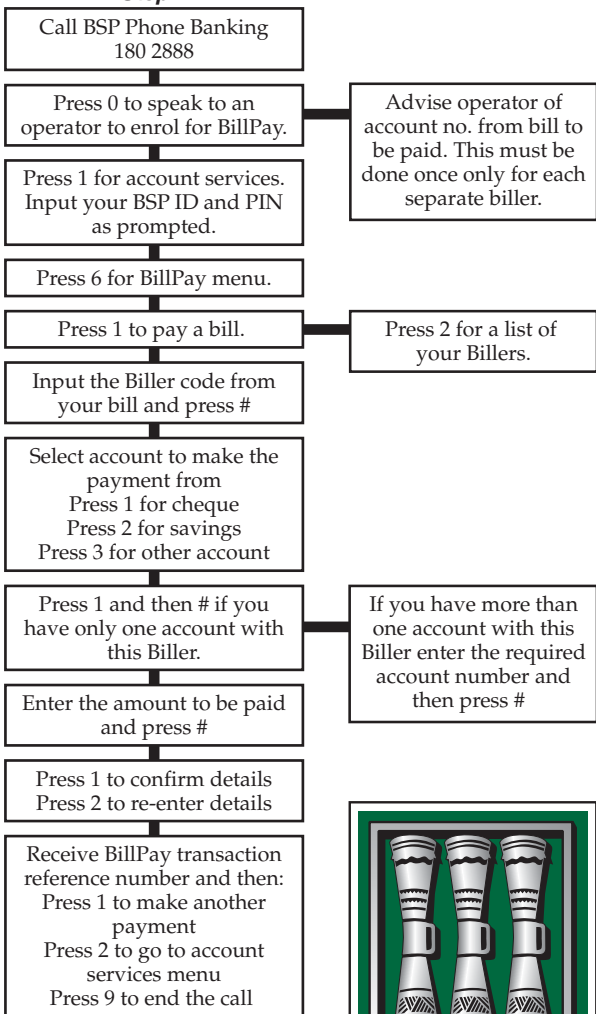 Call BSP Phone Banking
180 2888
Press 0 to speak to an
operator to enrol for BillPay.
Advise operator of
account no. from bill to
be paid. This must be
done once only for each
separate biller.
Press 1 for account services.
Input your BSP ID and PIN
as prompted.
Press 6 for BillPay menu.
Press 1 to pay a bill.
Press 2 for a list of
your Billers.
Input the Biller code from
your bill and press #
Select account to make the
payment from
Press 1 for cheque
Press 2 for savings
Press 3 for other account
Press 1 and then # if you
have only one account with
this Biller.
If you have more than
one account with this
Biller enter the required
account number and
then press #
Enter the amount to be paid
and press #
Press 1 to confirm details
Press 2 to re-enter details
Receive BillPay transaction
reference number and then:
Press 1 to make another
payment
Press 2 to go to account
services menu
Press 9 to end the call